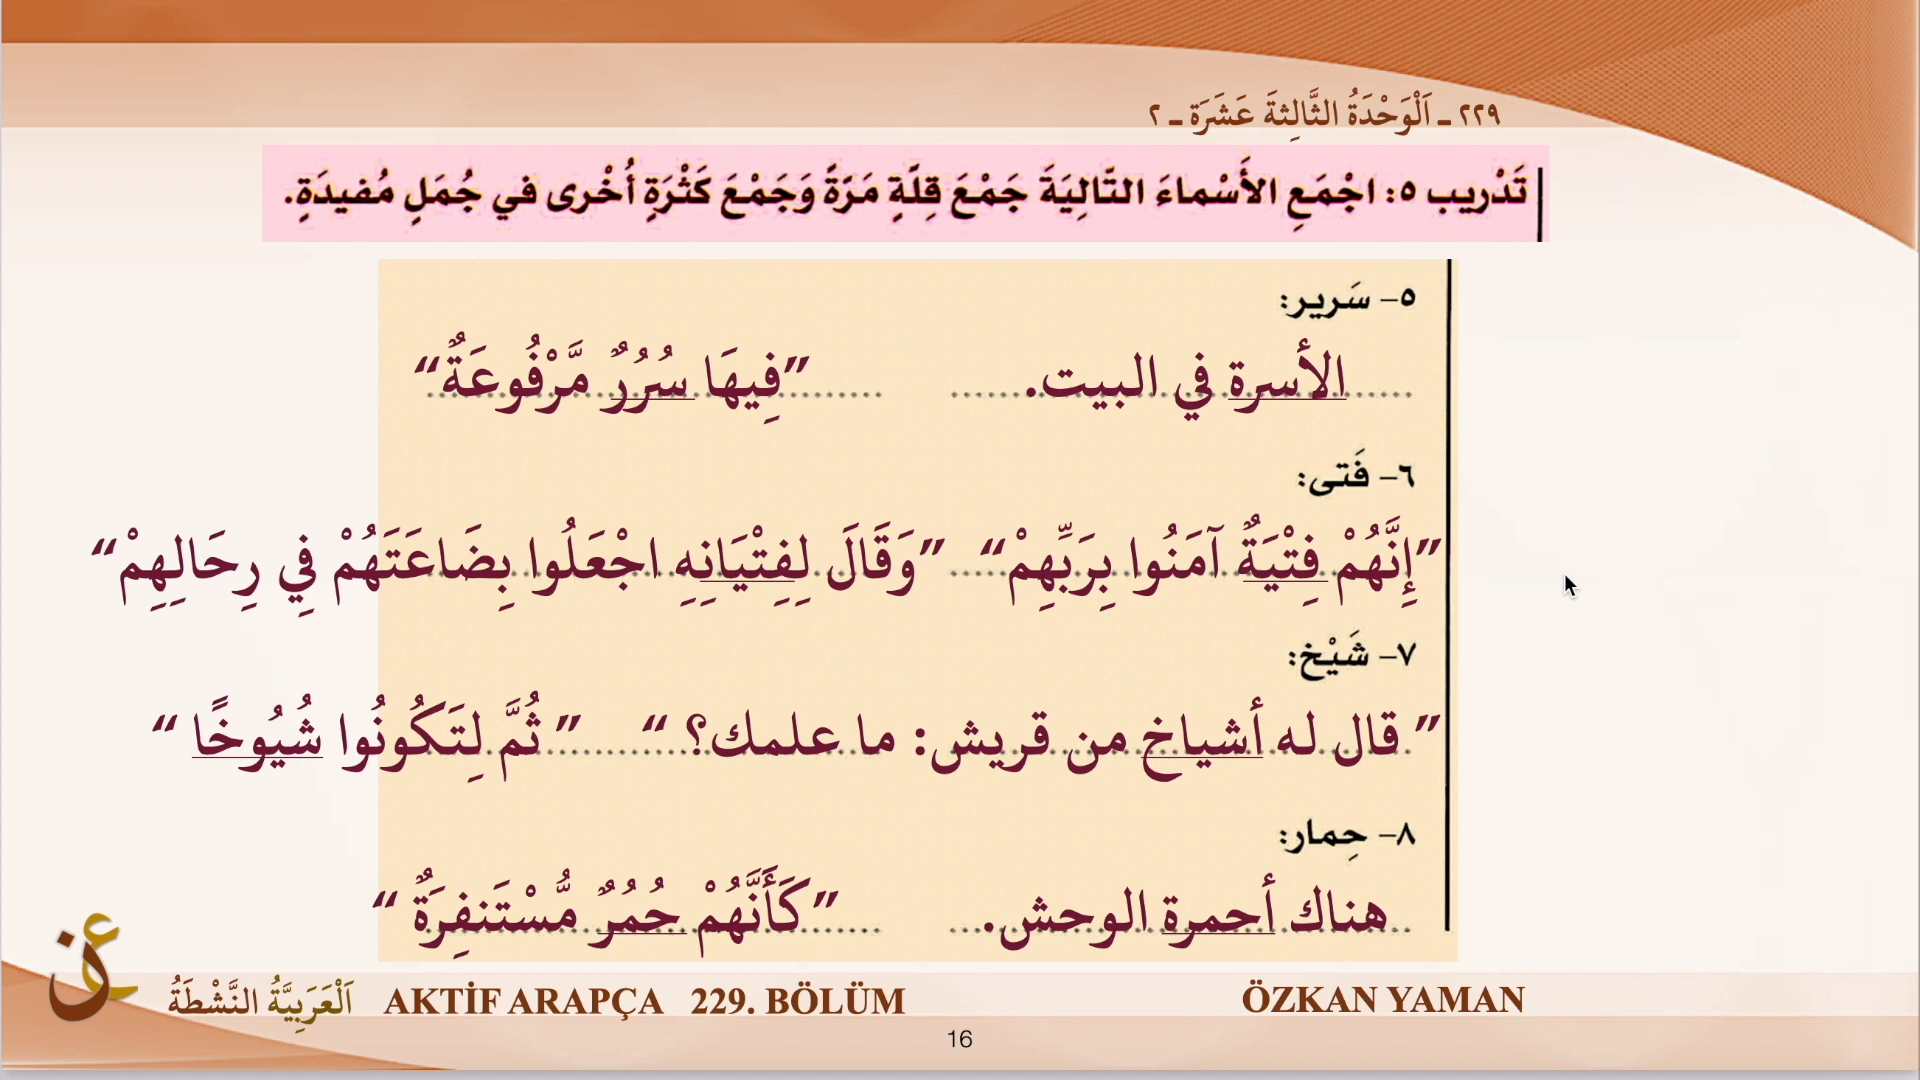 ٢٢٩ ـ اَلْوَحْدَةُ الثَّالِثَةَ عَشَرَة ـ ٢
تَدْريب ٥: اجْمَعِ الأَسْماءَ التّالِيَةَ جَمْعَ قِلَّةٍ مَرَّةً وَجَمْعَ كَثْرَةٍ أُخْرى في جُمَلٍ مُفيدَةٍ.
٥- سَرير:
الأسرة في البيت. ”فِيهَا سُرُرٌ مَّرْفُوعَةٌ“
٦- فَتى:
”إِنَّهُمْ فِتْيَةٌ آمَنُوا بِرَبِّهِمْ“ ”وَقَالَ لِفِتْيَانِهِ اجْعَلُوا بِضَاعَتَهُمْ فِي رِحَالِهِمْ“
٧- شَيْخ:
” قال له أشياخ من قريش: ما علمك؟ “ ” ثُمَّ لِتَكُونُوا شُيُوخًا “
٨- حِمار:
هناك أحمرة الوحش. ”كَأَنَّهُمْ حُمُرٌ مُّسْتَنفِرَةٌ “
اَلْعَرَبِيَّةُ النَّشْطَةُ AKTİF ARAPÇA 229. BÖLÜM ÖZKAN YAMAN
16